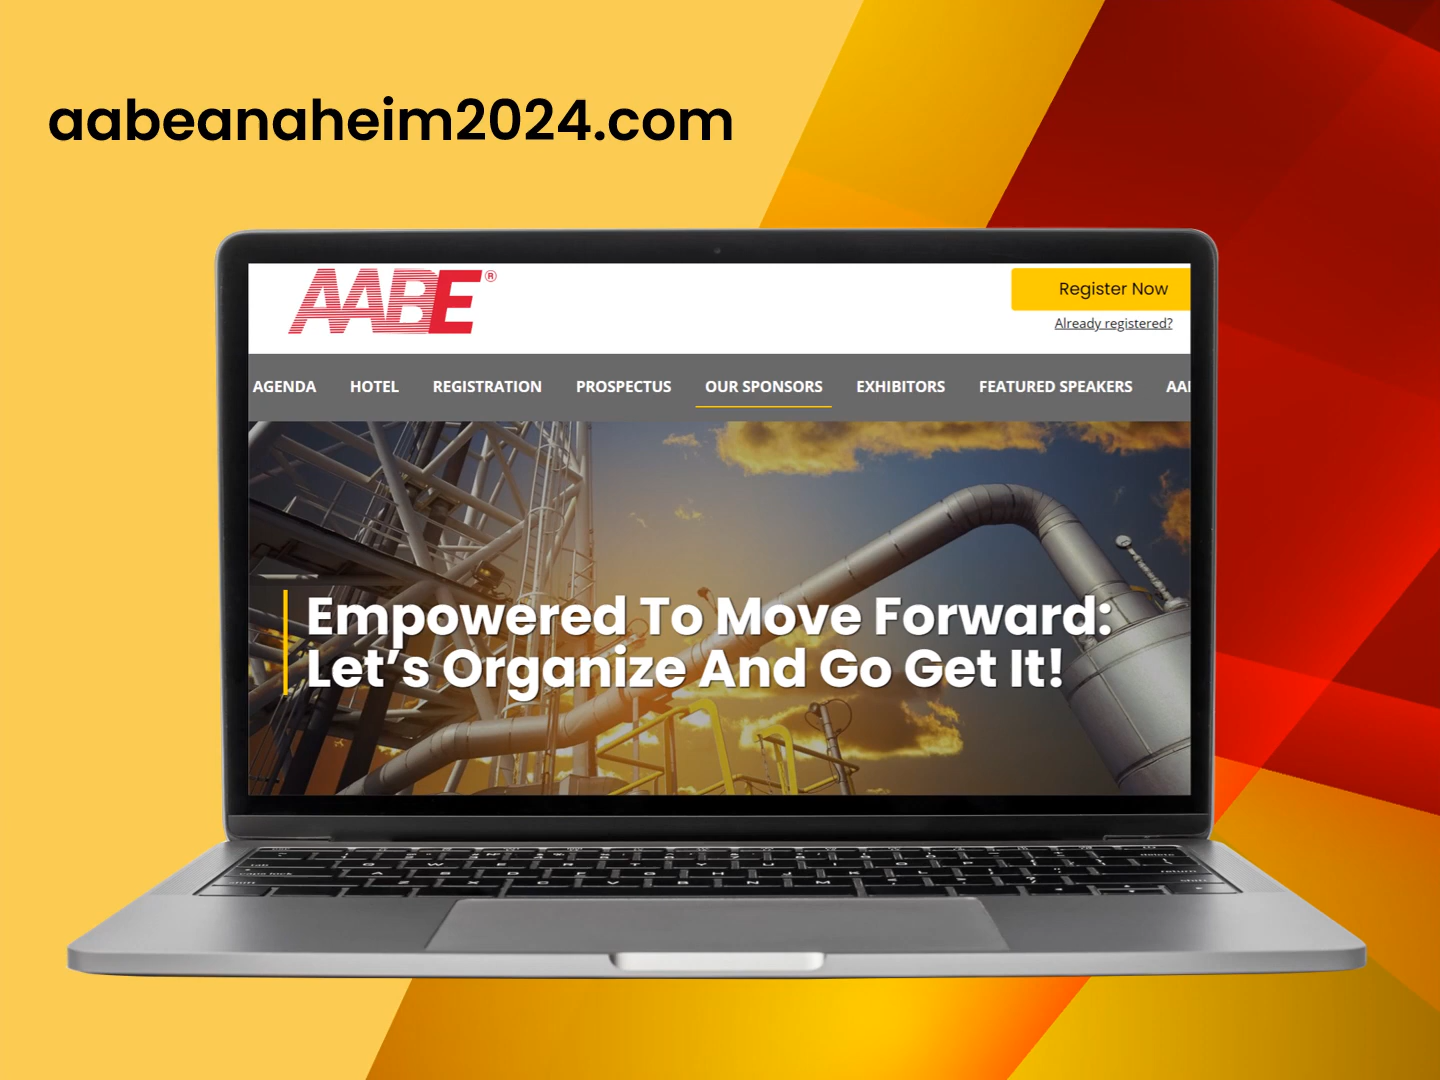 aabeanaheim2024.com
AABE®
Register Now
Already registered?
AGENDA HOTEL REGISTRATION PROSPECTUS OUR SPONSORS EXHIBITORS FEATURED SPEAKERS
Empowered To Move Forward:
Let's Organize And Go Get It!